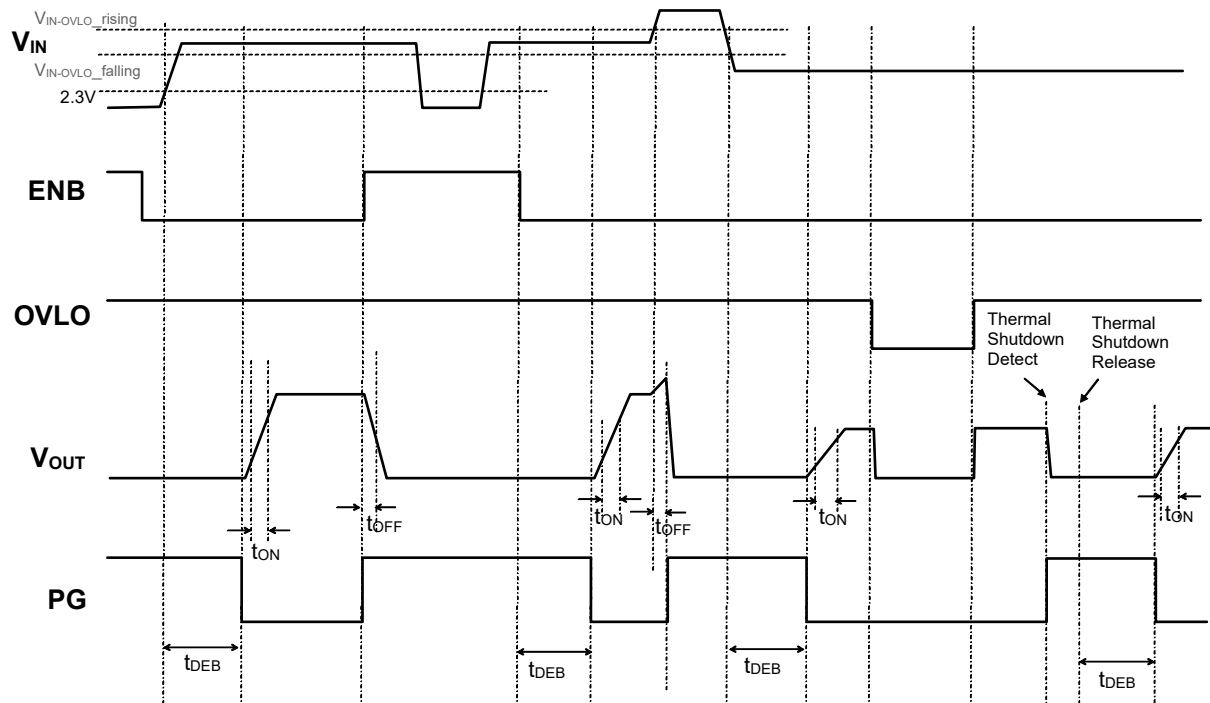 VIN-OVLO_rising
VIN
VIN-OVLO_falling
2.3V
ENB
OVLO
Thermal
Shutdown
Detect
Thermal
Shutdown
Release
VOUT
tON
tOFF
tON
tOFF
tON
tON
PG
tDEB
tDEB
tDEB
tDEB